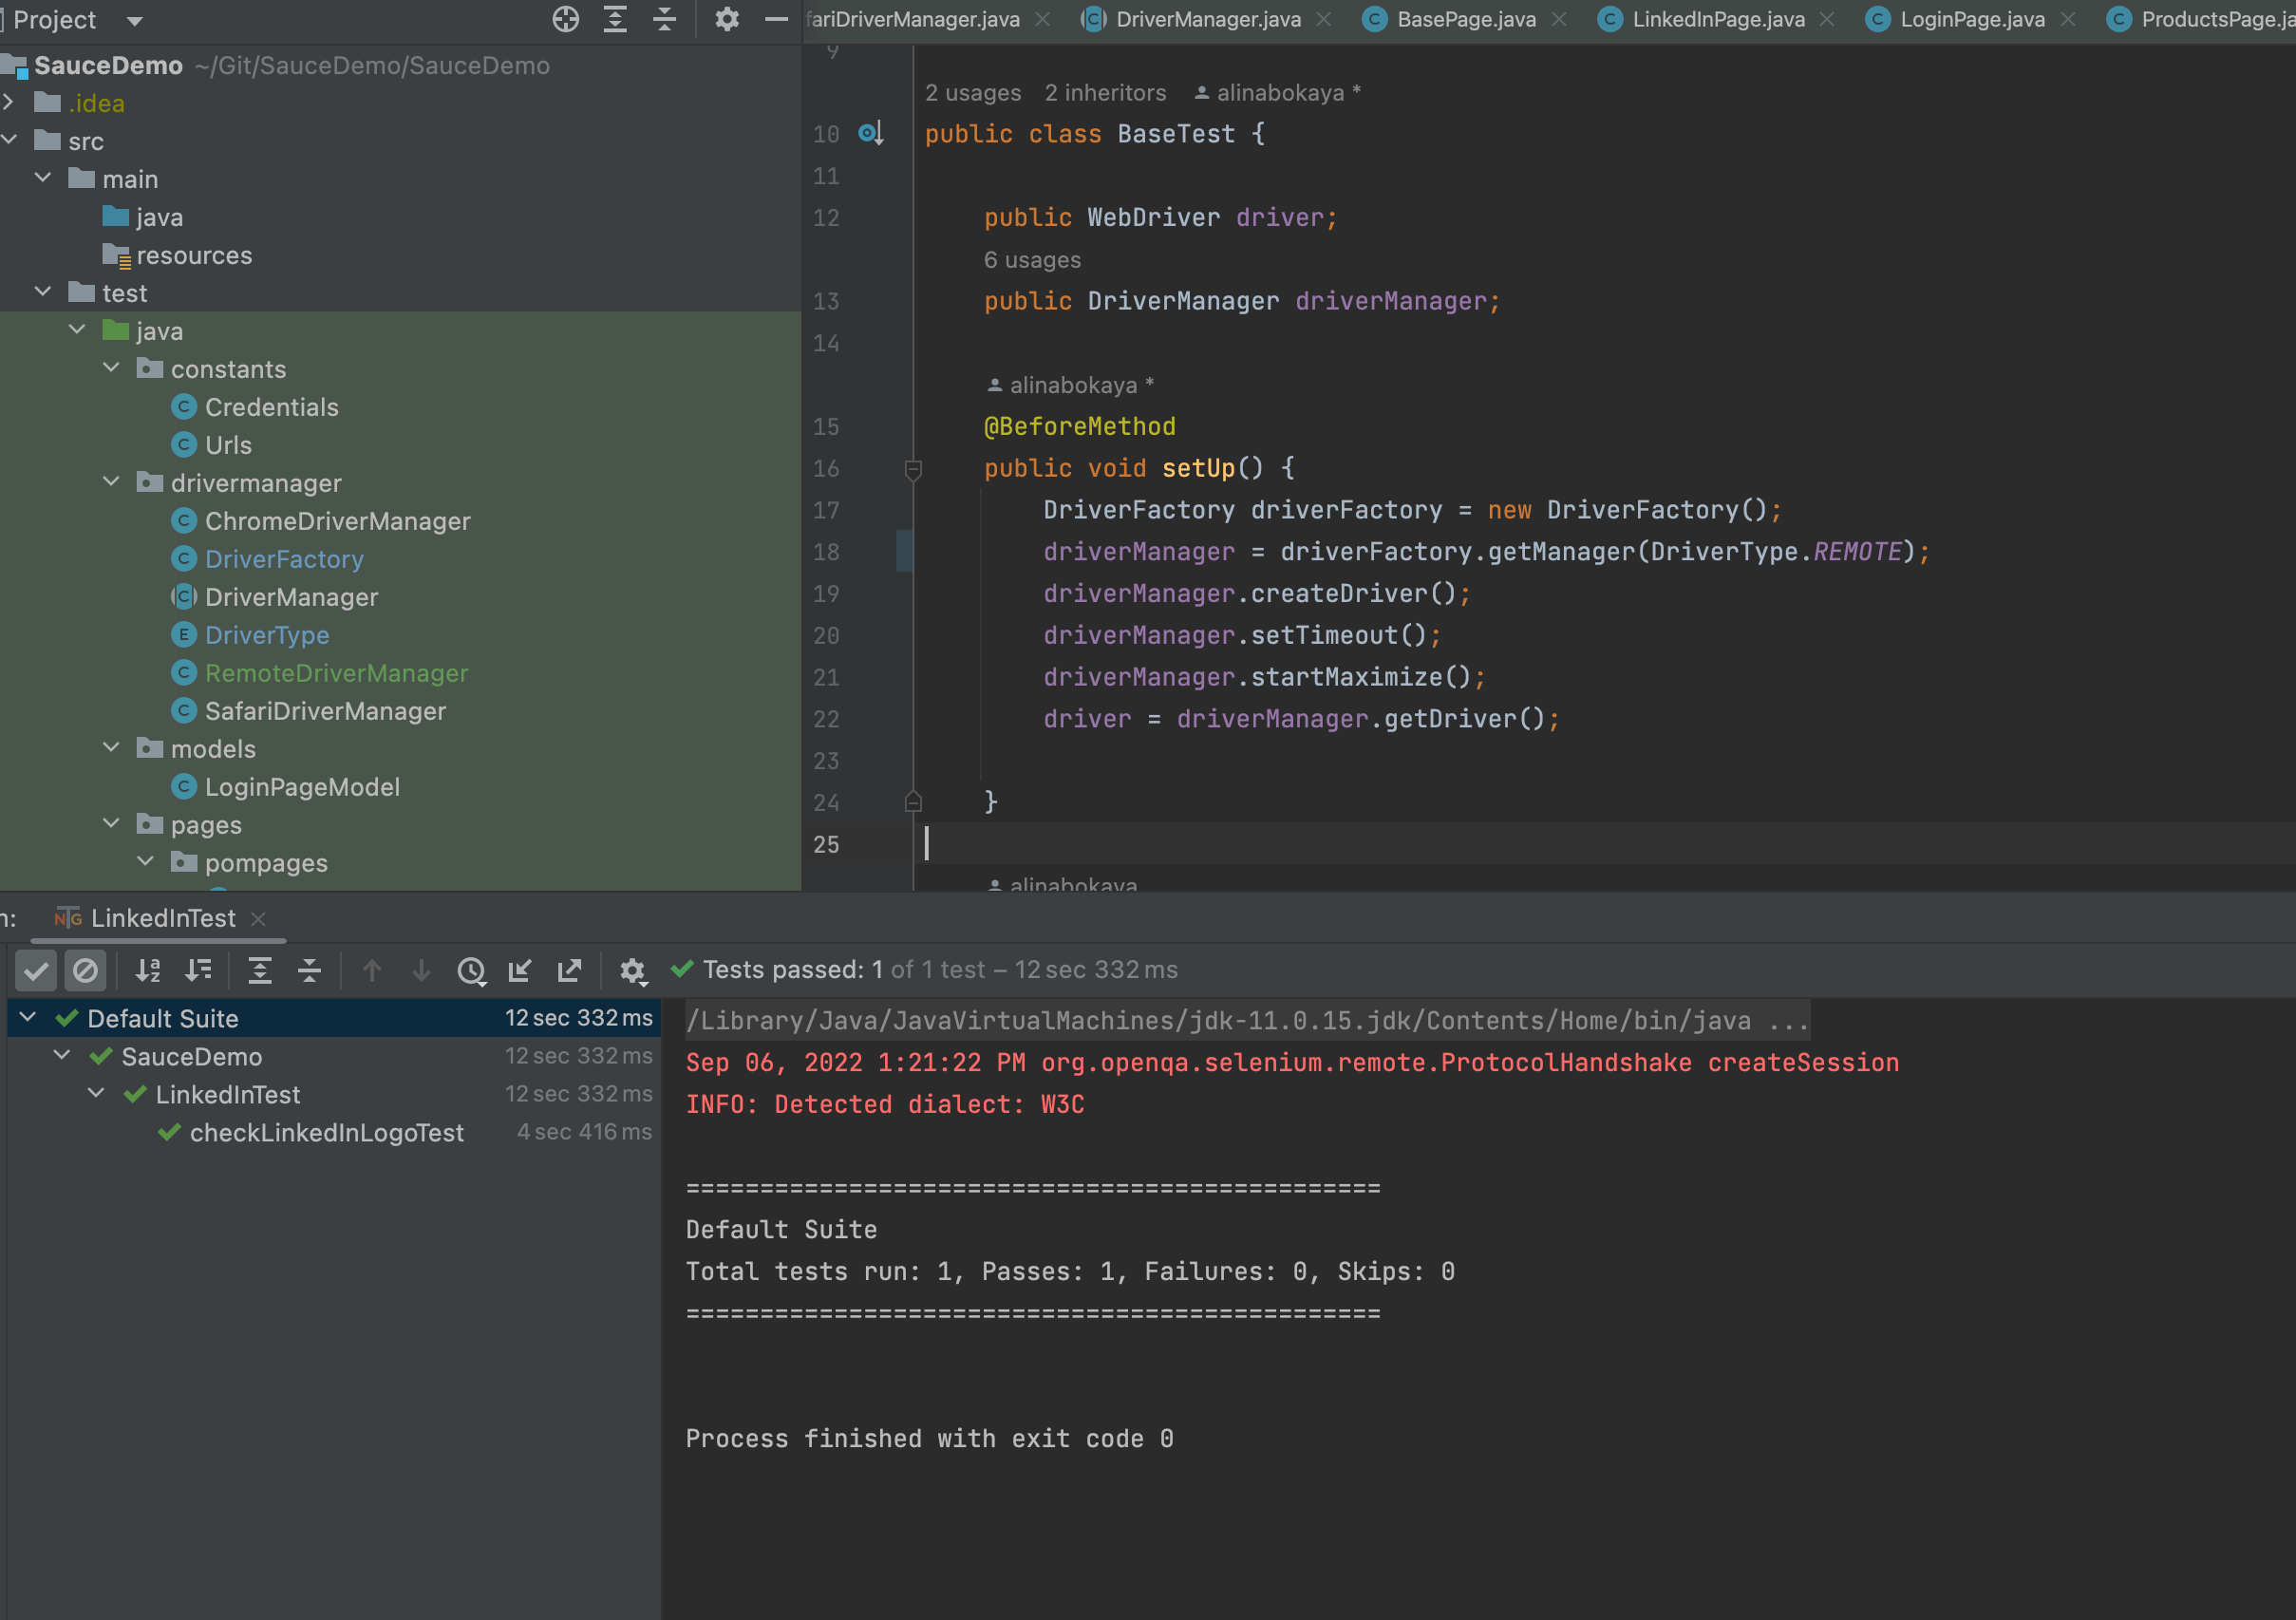 Project
SauceDemo ~/Git/SauceDemo/SauceDemo
.idea
src
main
java
resources
test
java
constants
Credentials
Urls
drivermanager
ChromeDriverManager
DriverFactory
DriverManager
DriverType
RemoteDriverManager
SafariDriverManager
models
LoginPageModel
pages
pompages
fariDriverManager.java DriverManager.java BasePage.java LinkedInPage.java LoginPage.java ProductsPage.ja
9
2 usages 2 inheritors alinabokaya *
10 public class BaseTest {
11
12 public WebDriver driver;
6 usages
13 public DriverManager driverManager;
14
alinabokaya *
15 @BeforeMethod
16 public void setUp() {
17 DriverFactory driverFactory = new DriverFactory();
18 driverManager = driverFactory.getManager(DriverType.REMOTE);
19 driverManager.createDriver();
20 driverManager.setTimeout();
21 driverManager.startMaximize();
22 driver = driverManager.getDriver();
23
24 }
25
alinabokaya
n: LinkedInTest
Tests passed: 1 of 1 test – 12 sec 332 ms
Default Suite 12 sec 332 ms
SauceDemo 12 sec 332 ms
LinkedInTest 12 sec 332 ms
checkLinkedInLogoTest 4 sec 416 ms
/Library/Java/JavaVirtualMachines/jdk-11.0.15.jdk/Contents/Home/bin/java ...
Sep 06, 2022 1:21:22 PM org.openqa.selenium.remote.ProtocolHandshake createSession
INFO: Detected dialect: W3C
===============================================
Default Suite
Total tests run: 1, Passes: 1, Failures: 0, Skips: 0
===============================================
Process finished with exit code 0